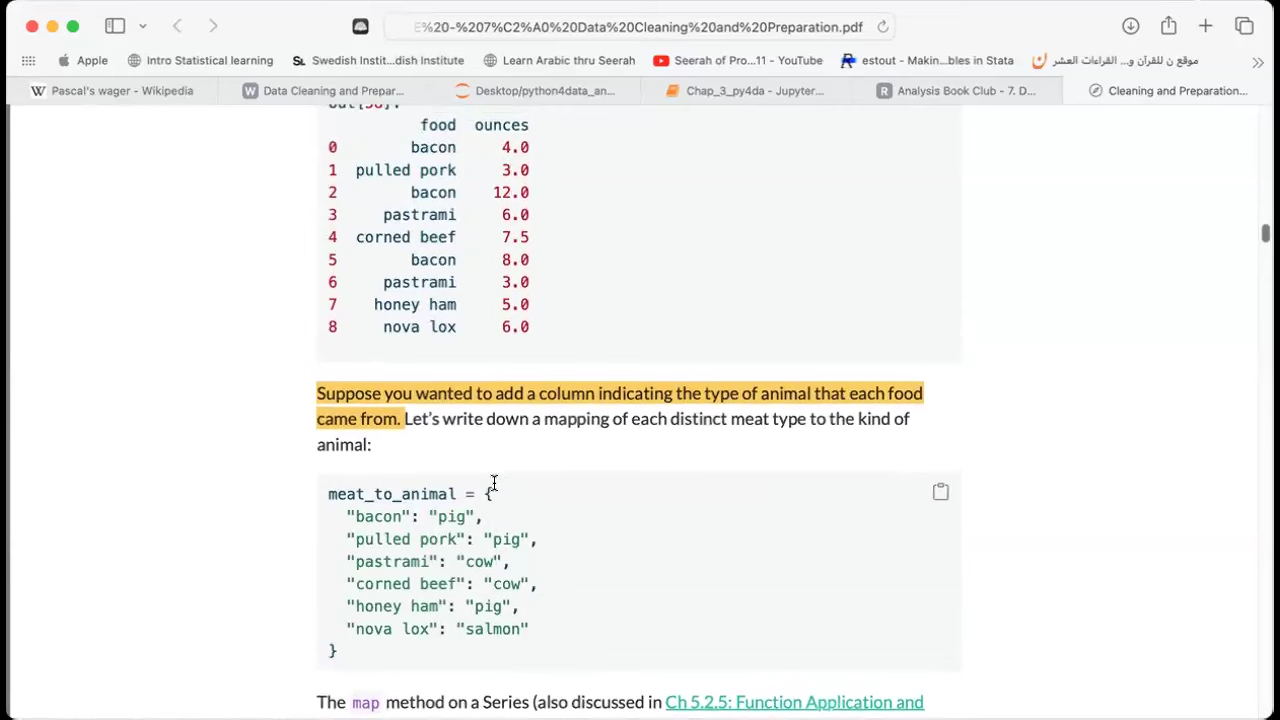 E%20-%207%C2%A0%20Data%20Cleaning%20and%20Preparation.pdf
Apple Intro Statistical learning SL Swedish Instit...dish Institute Learn Arabic thru Seerah Seerah of Pro...11 - YouTube estout - Makin...bles in Stata موقع ن للقرآن و... القراءات العشر »
W Pascal's wager - Wikipedia W Data Cleaning and Prepar... Desktop/python4data_an... Chap_3_py4da - Jupyter... R Analysis Book Club - 7. D... Cleaning and Preparation...
food ounces
0 bacon 4.0
1 pulled pork 3.0
2 bacon 12.0
3 pastrami 6.0
4 corned beef 7.5
5 bacon 8.0
6 pastrami 3.0
7 honey ham 5.0
8 nova lox 6.0
Suppose you wanted to add a column indicating the type of animal that each food
came from. Let's write down a mapping of each distinct meat type to the kind of
animal:
meat_to_animal = {
"bacon": "pig",
"pulled pork": "pig",
"pastrami": "cow",
"corned beef": "cow",
"honey ham": "pig",
"nova lox": "salmon"
}
The map method on a Series (also discussed in Ch 5.2.5: Function Application and